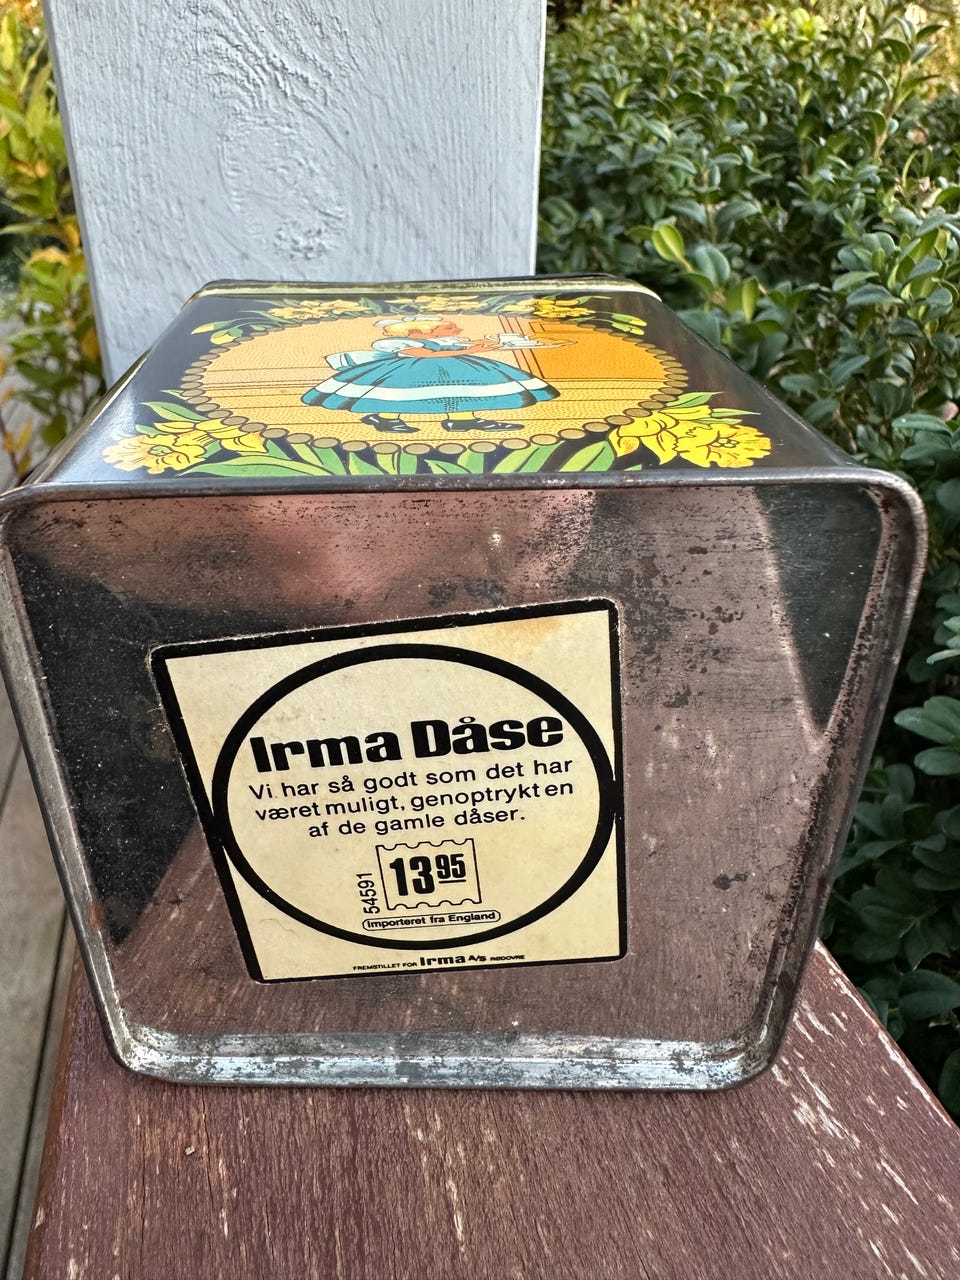 Irma Dåse
Vi har så godt som det har
været muligt, genoptrykt en
af de gamle dåser.
54591
13 95
Importeret fra England
FREMSTILLET FOR Irma A/S RØDOVRE